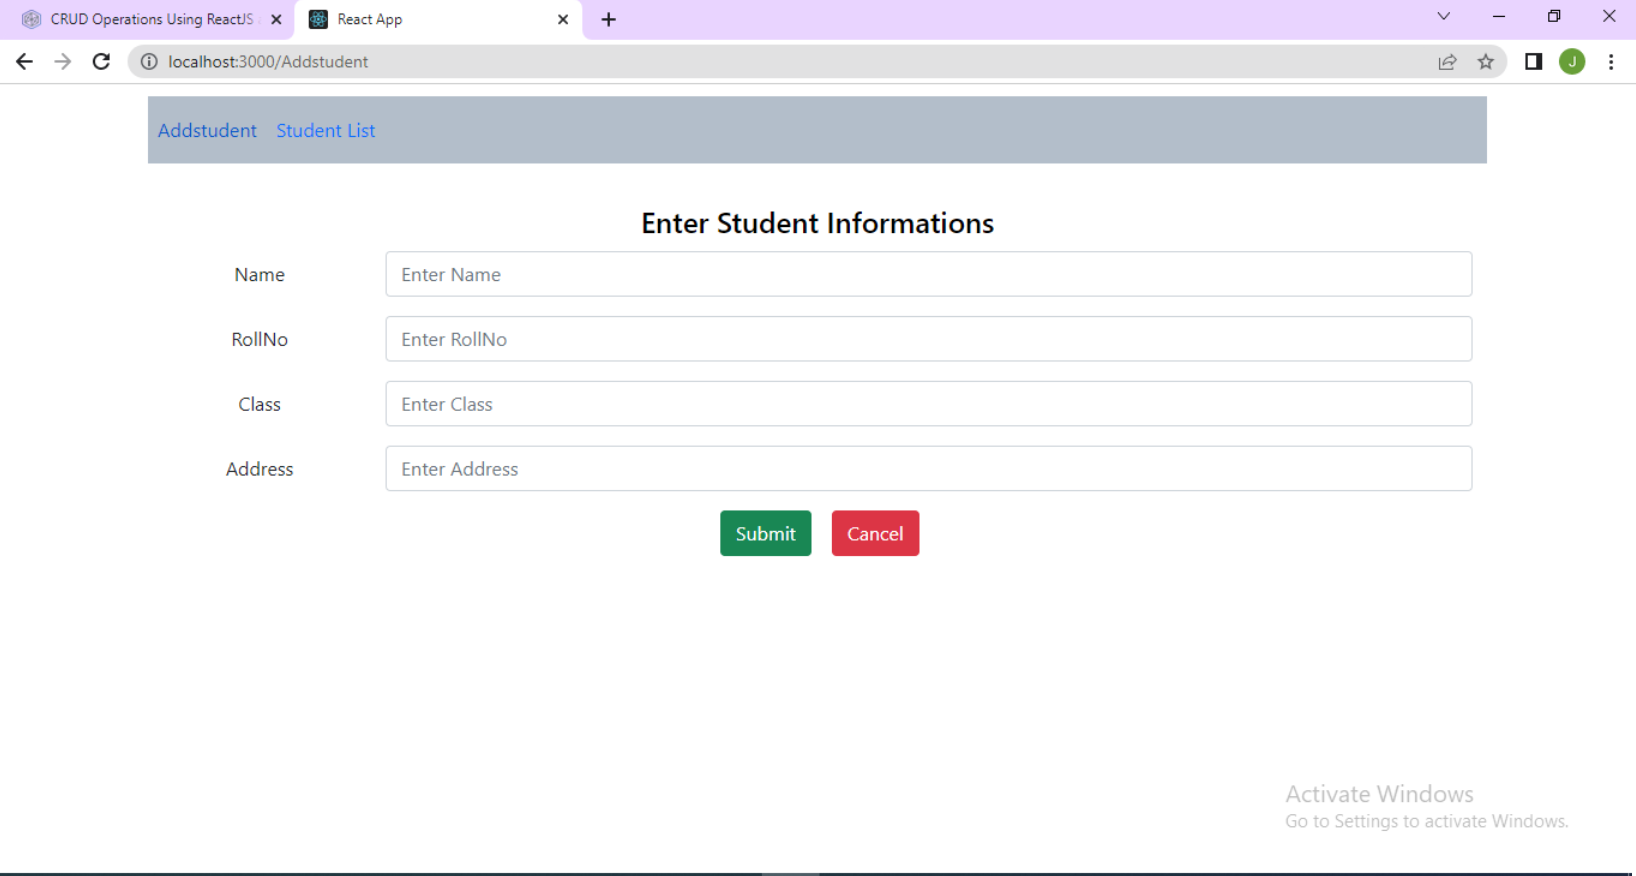 CRUD Operations Using ReactJS
React App
localhost:3000/Addstudent
J
Addstudent Student List
Enter Student Informations
Name Enter Name
RollNo Enter RollNo
Class Enter Class
Address Enter Address
Submit Cancel
Activate Windows
Go to Settings to activate Windows.